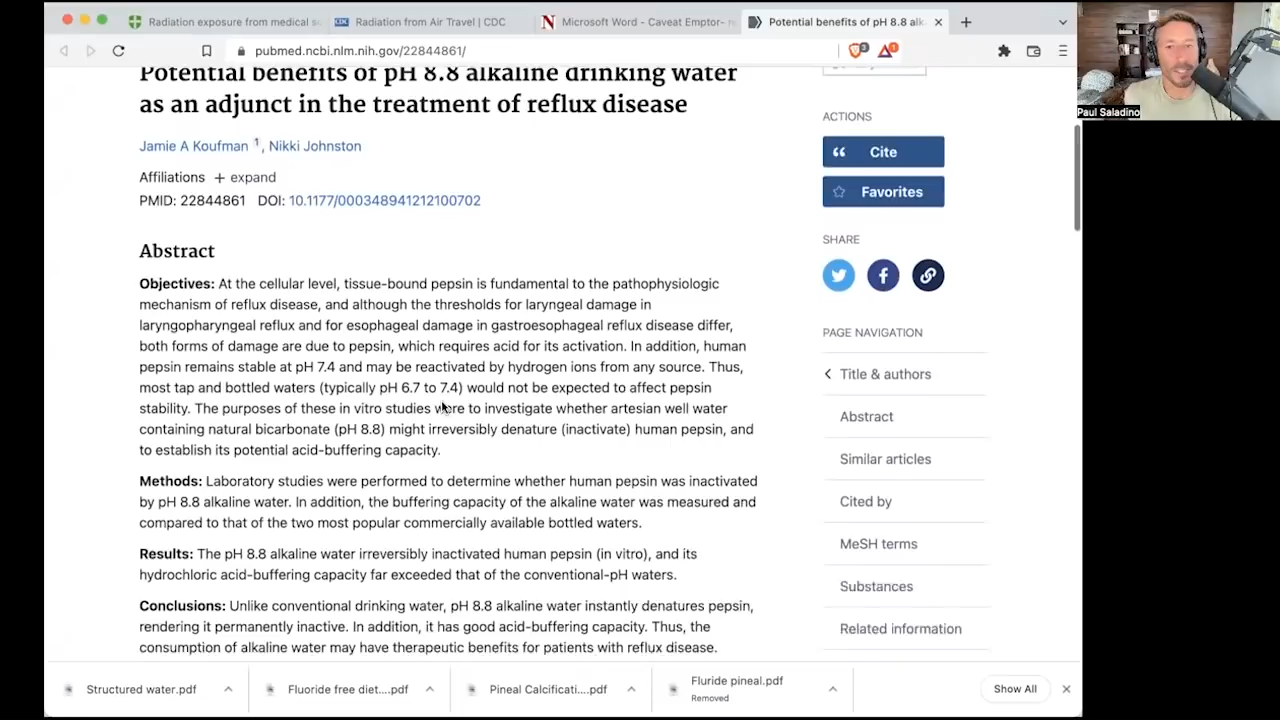 Radiation exposure from medical s
Radiation from Air Travel | CDC
Microsoft Word - Caveat Emptor- r
Potential benefits of pH 8.8 alk
pubmed.ncbi.nlm.nih.gov/22844861/
3
1
Paul Saladino
Potential benefits of pH 8.8 alkaline drinking water
as an adjunct in the treatment of reflux disease
Jamie A Koufman 1, Nikki Johnston
Affiliations + expand
PMID: 22844861 DOI: 10.1177/000348941212100702
Abstract
Objectives: At the cellular level, tissue-bound pepsin is fundamental to the pathophysiologic
mechanism of reflux disease, and although the thresholds for laryngeal damage in
laryngopharyngeal reflux and for esophageal damage in gastroesophageal reflux disease differ,
both forms of damage are due to pepsin, which requires acid for its activation. In addition, human
pepsin remains stable at pH 7.4 and may be reactivated by hydrogen ions from any source. Thus,
most tap and bottled waters (typically pH 6.7 to 7.4) would not be expected to affect pepsin
stability. The purposes of these in vitro studies were to investigate whether artesian well water
containing natural bicarbonate (pH 8.8) might irreversibly denature (inactivate) human pepsin, and
to establish its potential acid-buffering capacity.
Methods: Laboratory studies were performed to determine whether human pepsin was inactivated
by pH 8.8 alkaline water. In addition, the buffering capacity of the alkaline water was measured and
compared to that of the two most popular commercially available bottled waters.
Results: The pH 8.8 alkaline water irreversibly inactivated human pepsin (in vitro), and its
hydrochloric acid-buffering capacity far exceeded that of the conventional-pH waters.
Conclusions: Unlike conventional drinking water, pH 8.8 alkaline water instantly denatures pepsin,
rendering it permanently inactive. In addition, it has good acid-buffering capacity. Thus, the
consumption of alkaline water may have therapeutic benefits for patients with reflux disease.
ACTIONS
Cite
Favorites
SHARE
PAGE NAVIGATION
Title & authors
Abstract
Similar articles
Cited by
MeSH terms
Substances
Related information
Structured water.pdf
Fluoride free diet....pdf
Pineal Calcificati....pdf
Fluride pineal.pdf
Removed
Show All